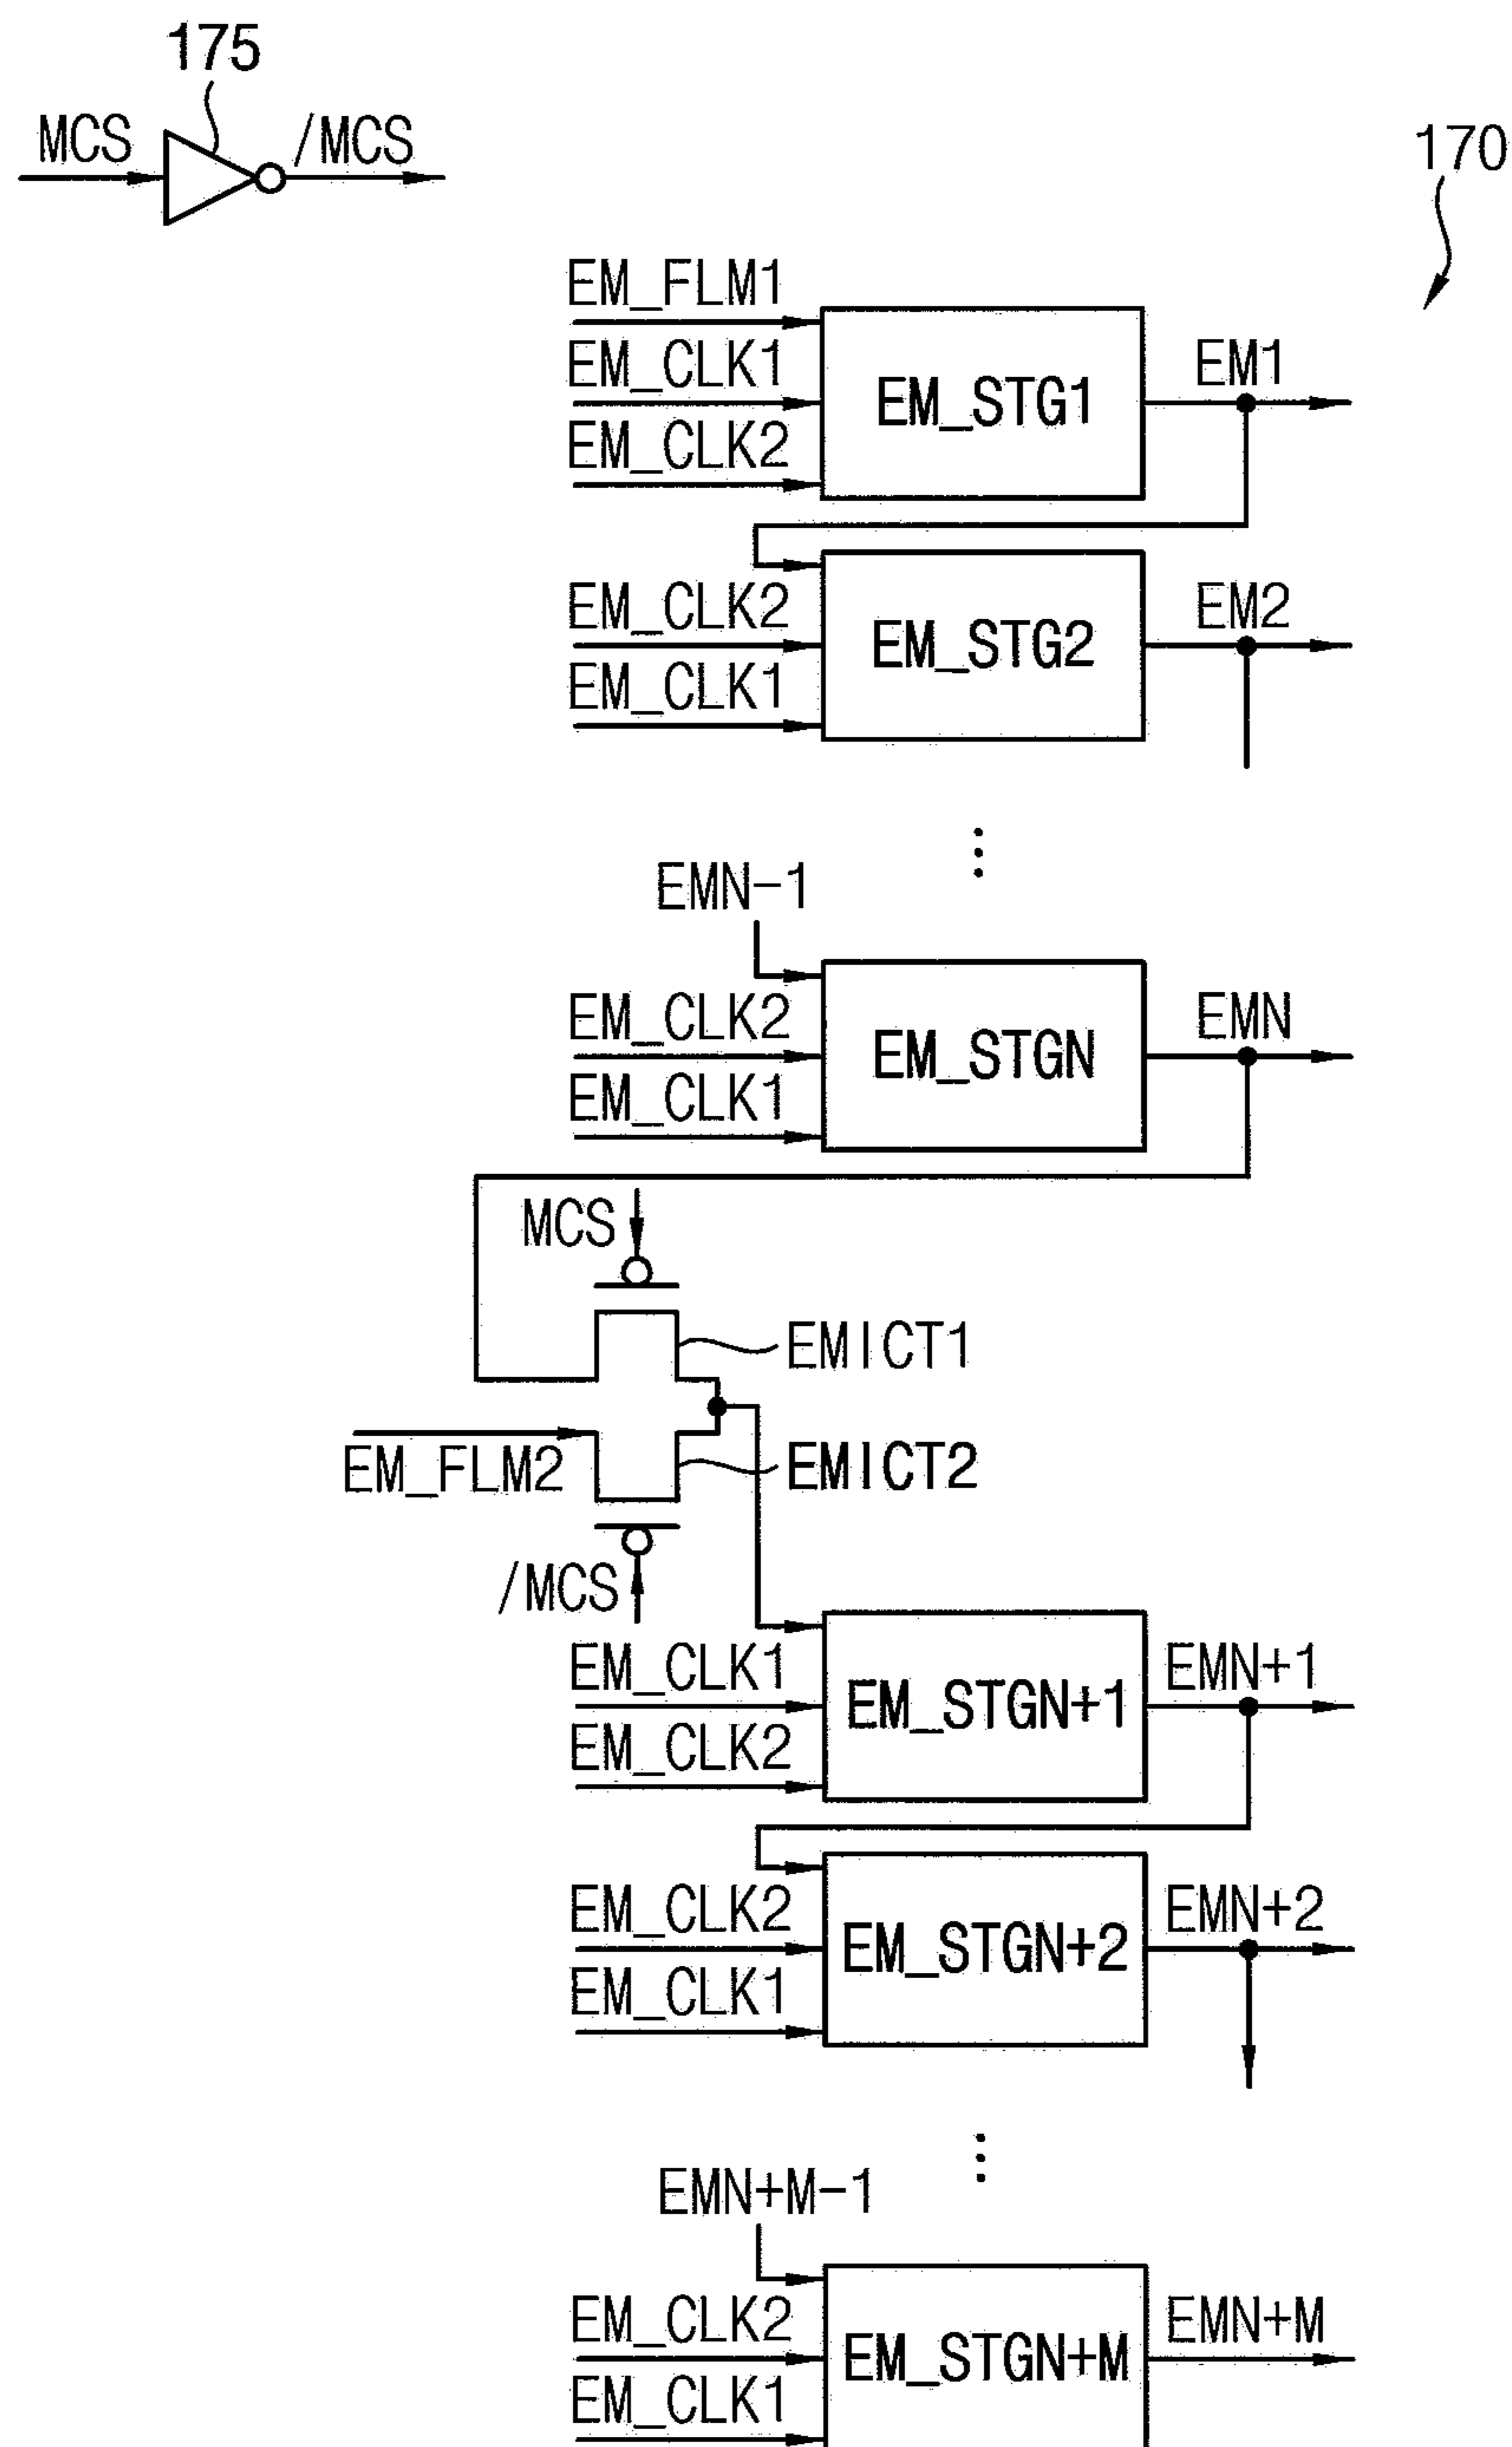 175
MCS
/MCS
170
EM_FLM1
EM_CLK1
EM_CLK2
EM_STG1
EM1
EM_CLK2
EM_CLK1
EM_STG2
EM2
EMN-1
EM_CLK2
EM_CLK1
EM_STGN
EMN
MCS
EMICT1
EM_FLM2
EMICT2
/MCS
EM_CLK1
EM_CLK2
EM_STGN+1
EMN+1
EM_CLK2
EM_CLK1
EM_STGN+2
EMN+2
EMN+M-1
EM_CLK2
EM_CLK1
EM_STGN+M
EMN+M